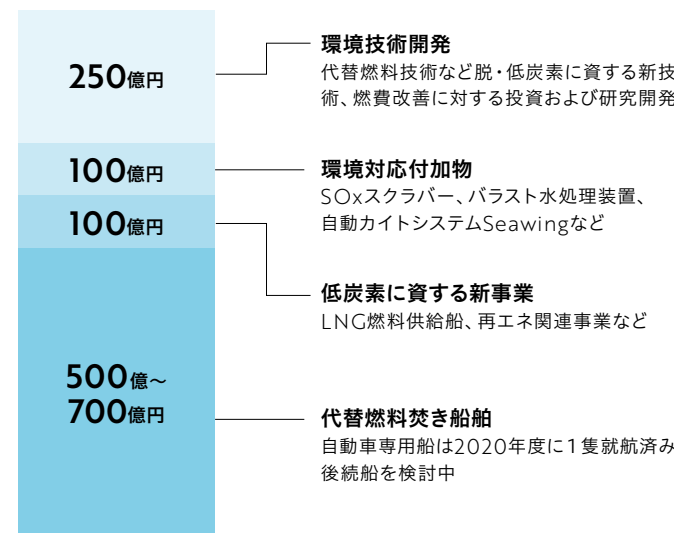 250億円
環境技術開発
代替燃料技術など脱・低炭素に資する新技
術、燃費改善に対する投資および研究開発
100億円
環境対応付加物
SOxスクラバー、バラスト水処理装置、
自動カイトシステムSeawingなど
100億円
低炭素に資する新事業
LNG燃料供給船、再エネ関連事業など
500億～
700億円
代替燃料焚き船舶
自動車専用船は2020年度に1隻就航済み
後続船を検討中